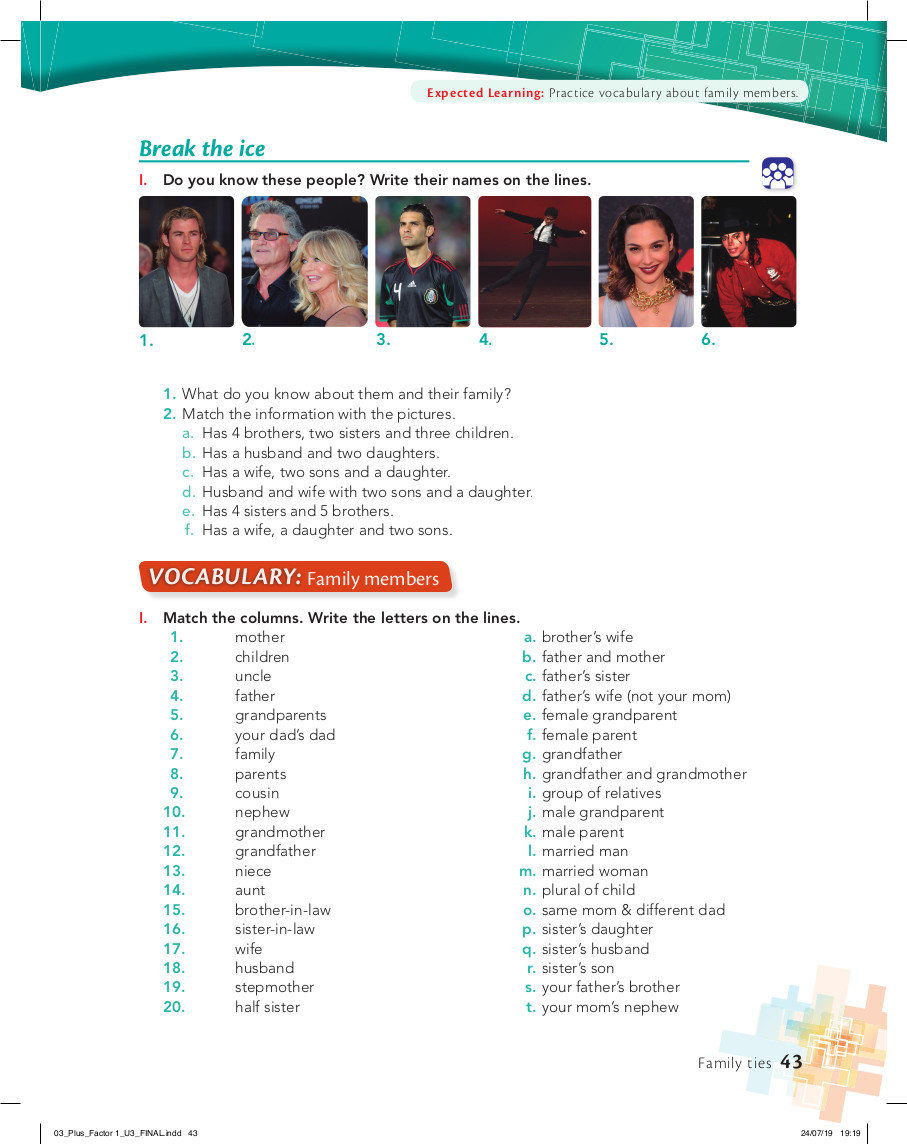 Expected Learning: Practice vocabulary about family members.
Break the ice
I. Do you know these people? Write their names on the lines.
1. 2. 3. 4. 5. 6.
1. What do you know about them and their family?
2. Match the information with the pictures.
a. Has 4 brothers, two sisters and three children.
b. Has a husband and two daughters.
c. Has a wife, two sons and a daughter.
d. Husband and wife with two sons and a daughter.
e. Has 4 sisters and 5 brothers.
f. Has a wife, a daughter and two sons.
VOCABULARY: Family members
I. Match the columns. Write the letters on the lines.
1. mother a. brother's wife
2. children b. father and mother
3. uncle c. father's sister
4. father d. father's wife (not your mom)
5. grandparents e. female grandparent
6. your dad's dad f. female parent
7. family g. grandfather
8. parents h. grandfather and grandmother
9. cousin i. group of relatives
10. nephew j. male grandparent
11. grandmother k. male parent
12. grandfather l. married man
13. niece m. married woman
14. aunt n. plural of child
15. brother-in-law o. same mom & different dad
16. sister-in-law p. sister's daughter
17. wife q. sister's husband
18. husband r. sister's son
19. stepmother s. your father's brother
20. half sister t. your mom's nephew
Family ties 43
03_Plus_Factor 1_U3_FINAL.indd 43 24/07/19 19:19